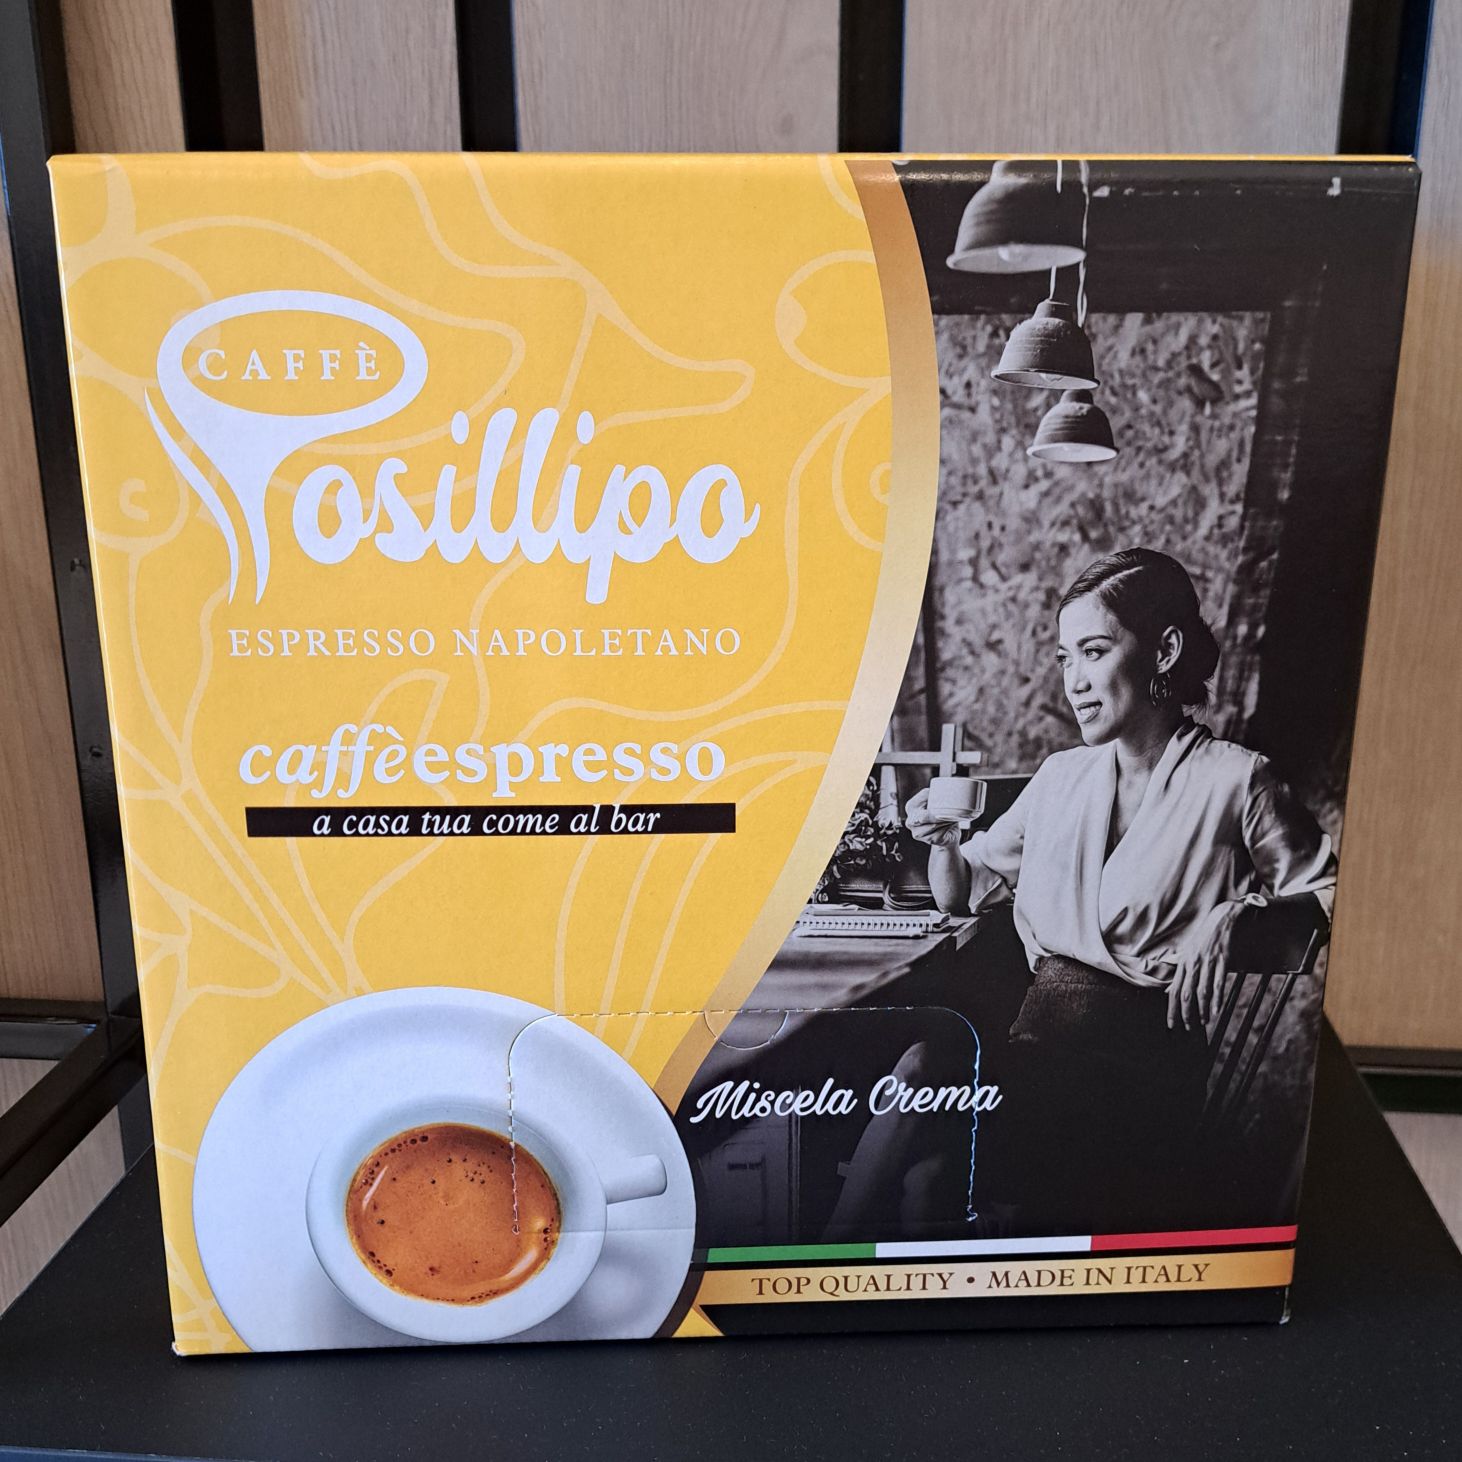 CAFFÈ
Posillipo
ESPRESSO NAPOLETANO
caffèespresso
a casa tua come al bar
Miscela Crema
TOP QUALITY • MADE IN ITALY